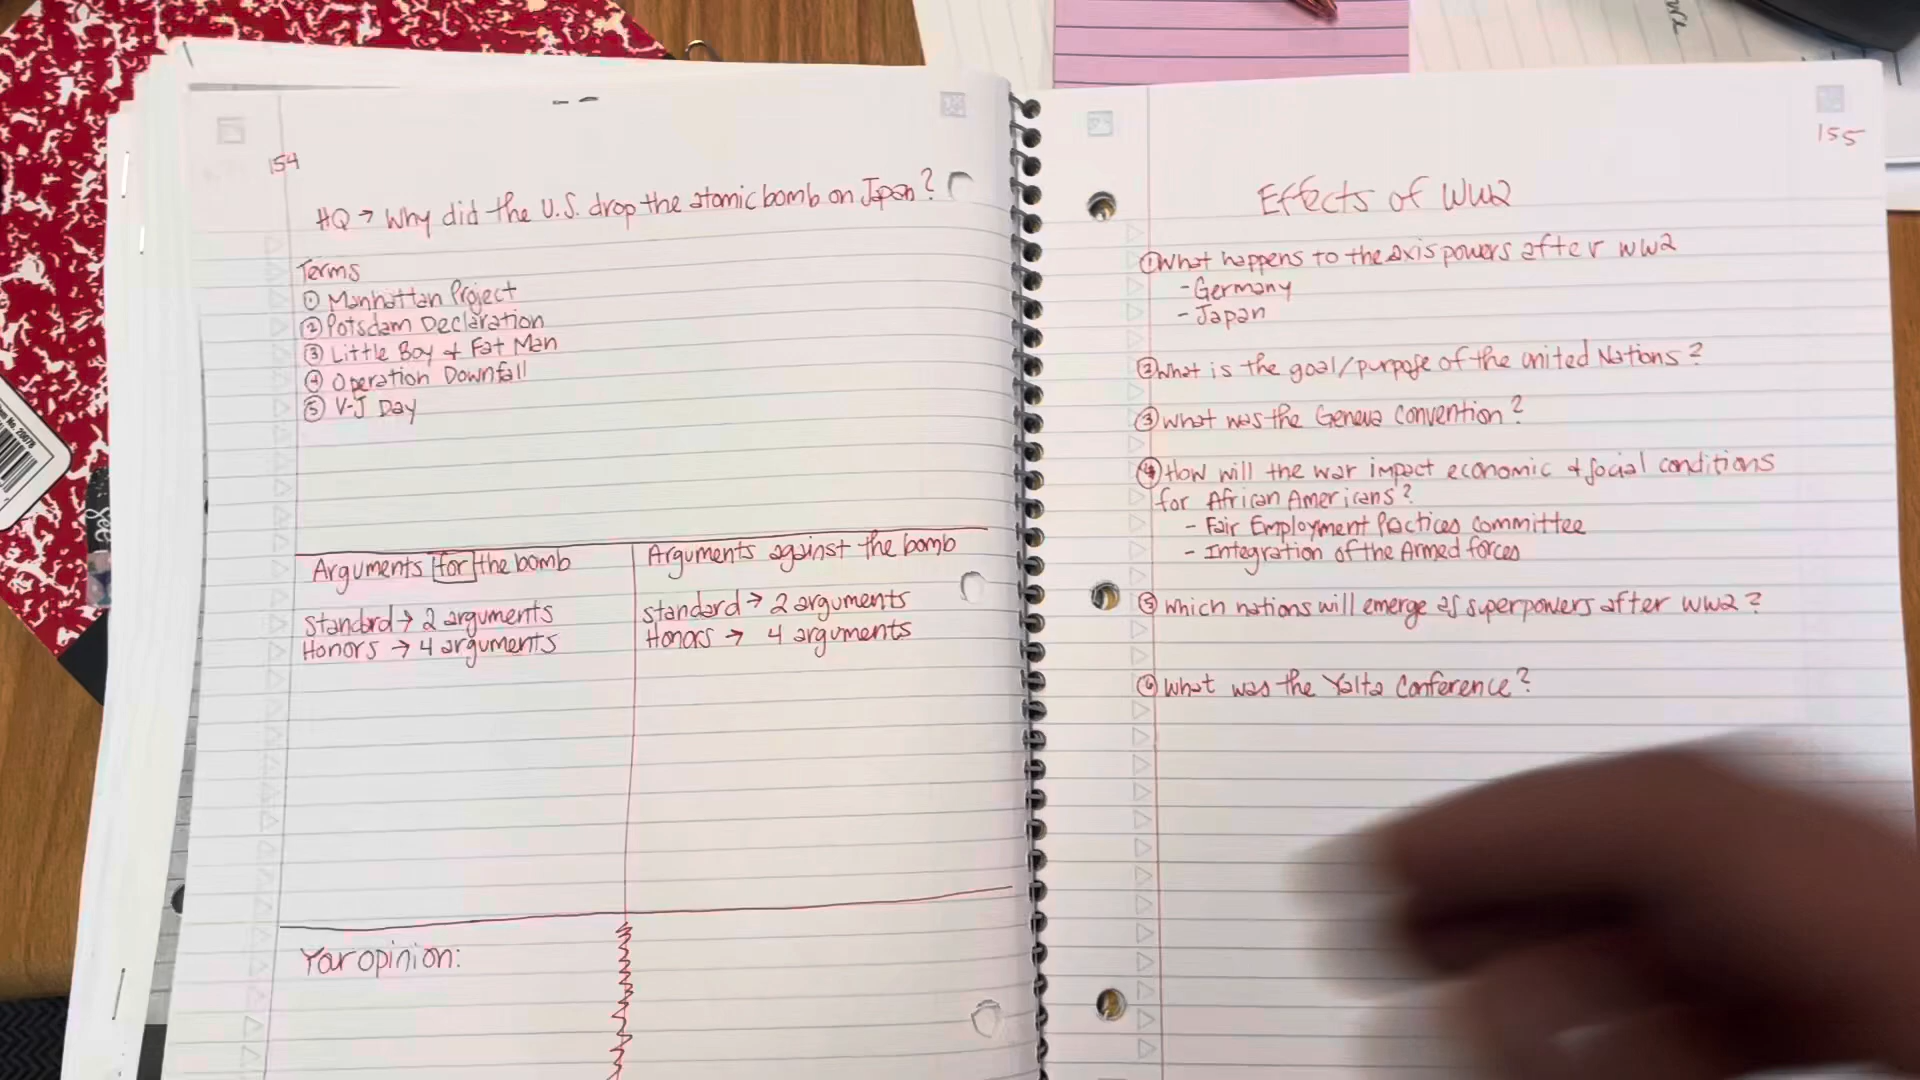 154
HQ → Why did the U.S. drop the atomic bomb on Japan?
Terms
① Manhattan Project
② Potsdam Declaration
③ Little Boy + Fat Man
④ Operation Downfall
⑤ V-J Day
Arguments for the bomb
Standard → 2 arguments
Honors → 4 arguments
Arguments against the bomb
Standard → 2 arguments
Honors → 4 arguments
Your opinion:
155
Effects of WW2
① What happens to the axis powers after WW2
- Germany
- Japan
② What is the goal/purpose of the United Nations?
③ What was the Geneva Convention?
④ How will the war impact economic + social conditions
for African Americans?
- Fair Employment Practices Committee
- Integration of the Armed forces
⑤ Which nations will emerge as superpowers after WW2?
⑥ What was the Yalta Conference?